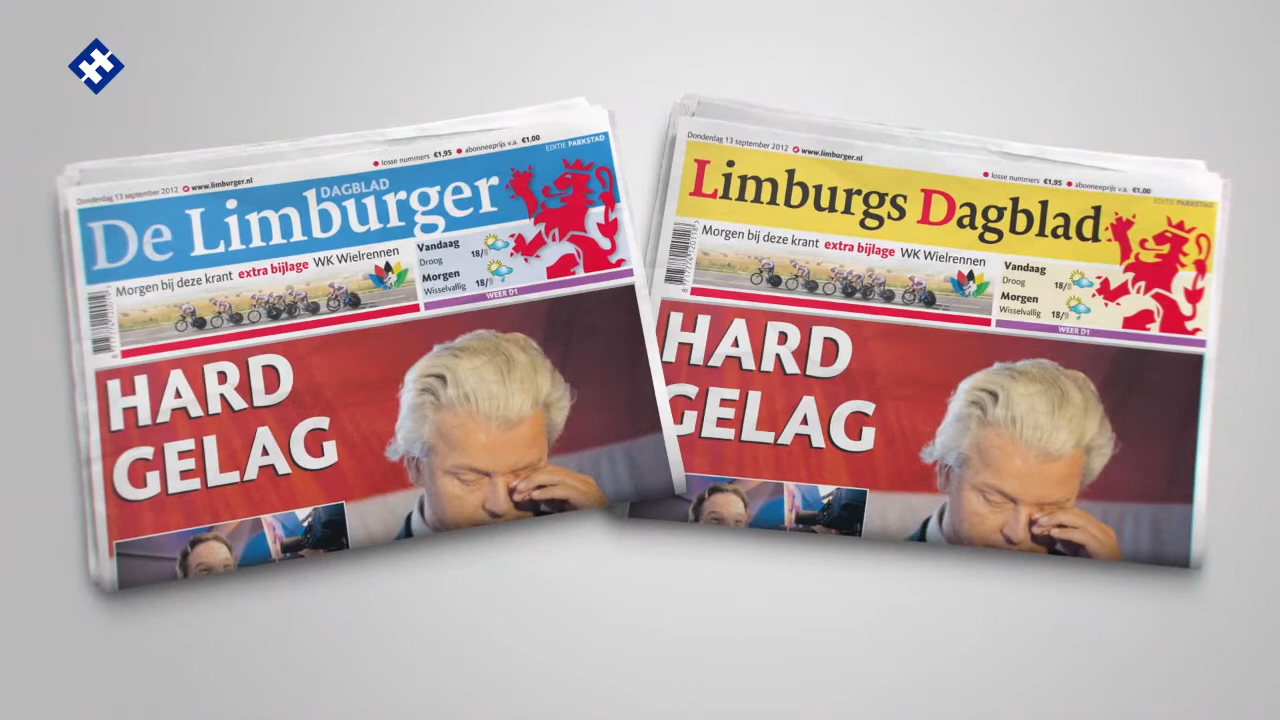 Donderdag 13 september 2012 www.limburger.nl
losse nummers €1,95 abonneeprijs v.a. €1,00
EDITIE PARKSTAD
DAGBLAD
De Limburger
Morgen bij deze krant extra bijlage WK Wielrennen
Vandaag
Droog 18/8
Morgen
Wisselvallig 18/9
WEER D1
HARD
GELAG
Donderdag 13 september 2012 www.limburger.nl
losse nummers €1,95 abonneeprijs v.a. €1,00
EDITIE PARKSTAD
Limburgs Dagblad
Morgen bij deze krant extra bijlage WK Wielrennen
Vandaag
Droog 18/8
Morgen
Wisselvallig 18/9
WEER D1
HARD
GELAG